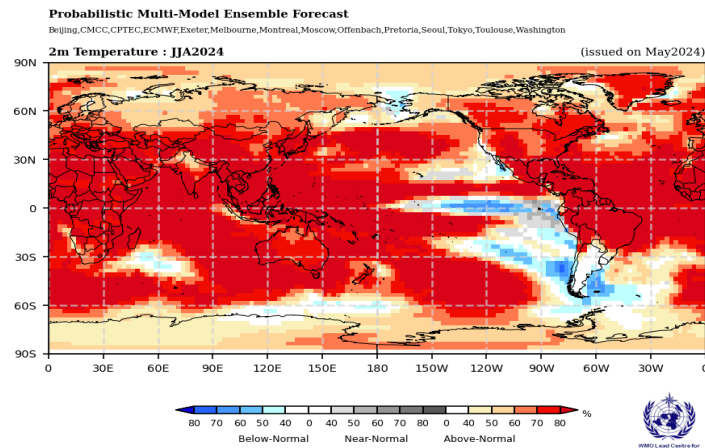 Probabilistic Multi-Model Ensemble Forecast
Beijing,CMCC,CPTEC,ECMWF,Exeter,Melbourne,Montreal,Moscow,Offenbach,Pretoria,Seoul,Tokyo,Toulouse,Washington
2m Temperature : JJA2024 (issued on May2024)
90N
60N
30N
0
30S
60S
90S
0 30E 60E 90E 120E 150E 180 150W 120W 90W 60W 30W 0
80 70 60 50 40 0 40 50 60 70 80 0 40 50 60 70 80 %
Below-Normal Near-Normal Above-Normal
WMO Lead Centre for